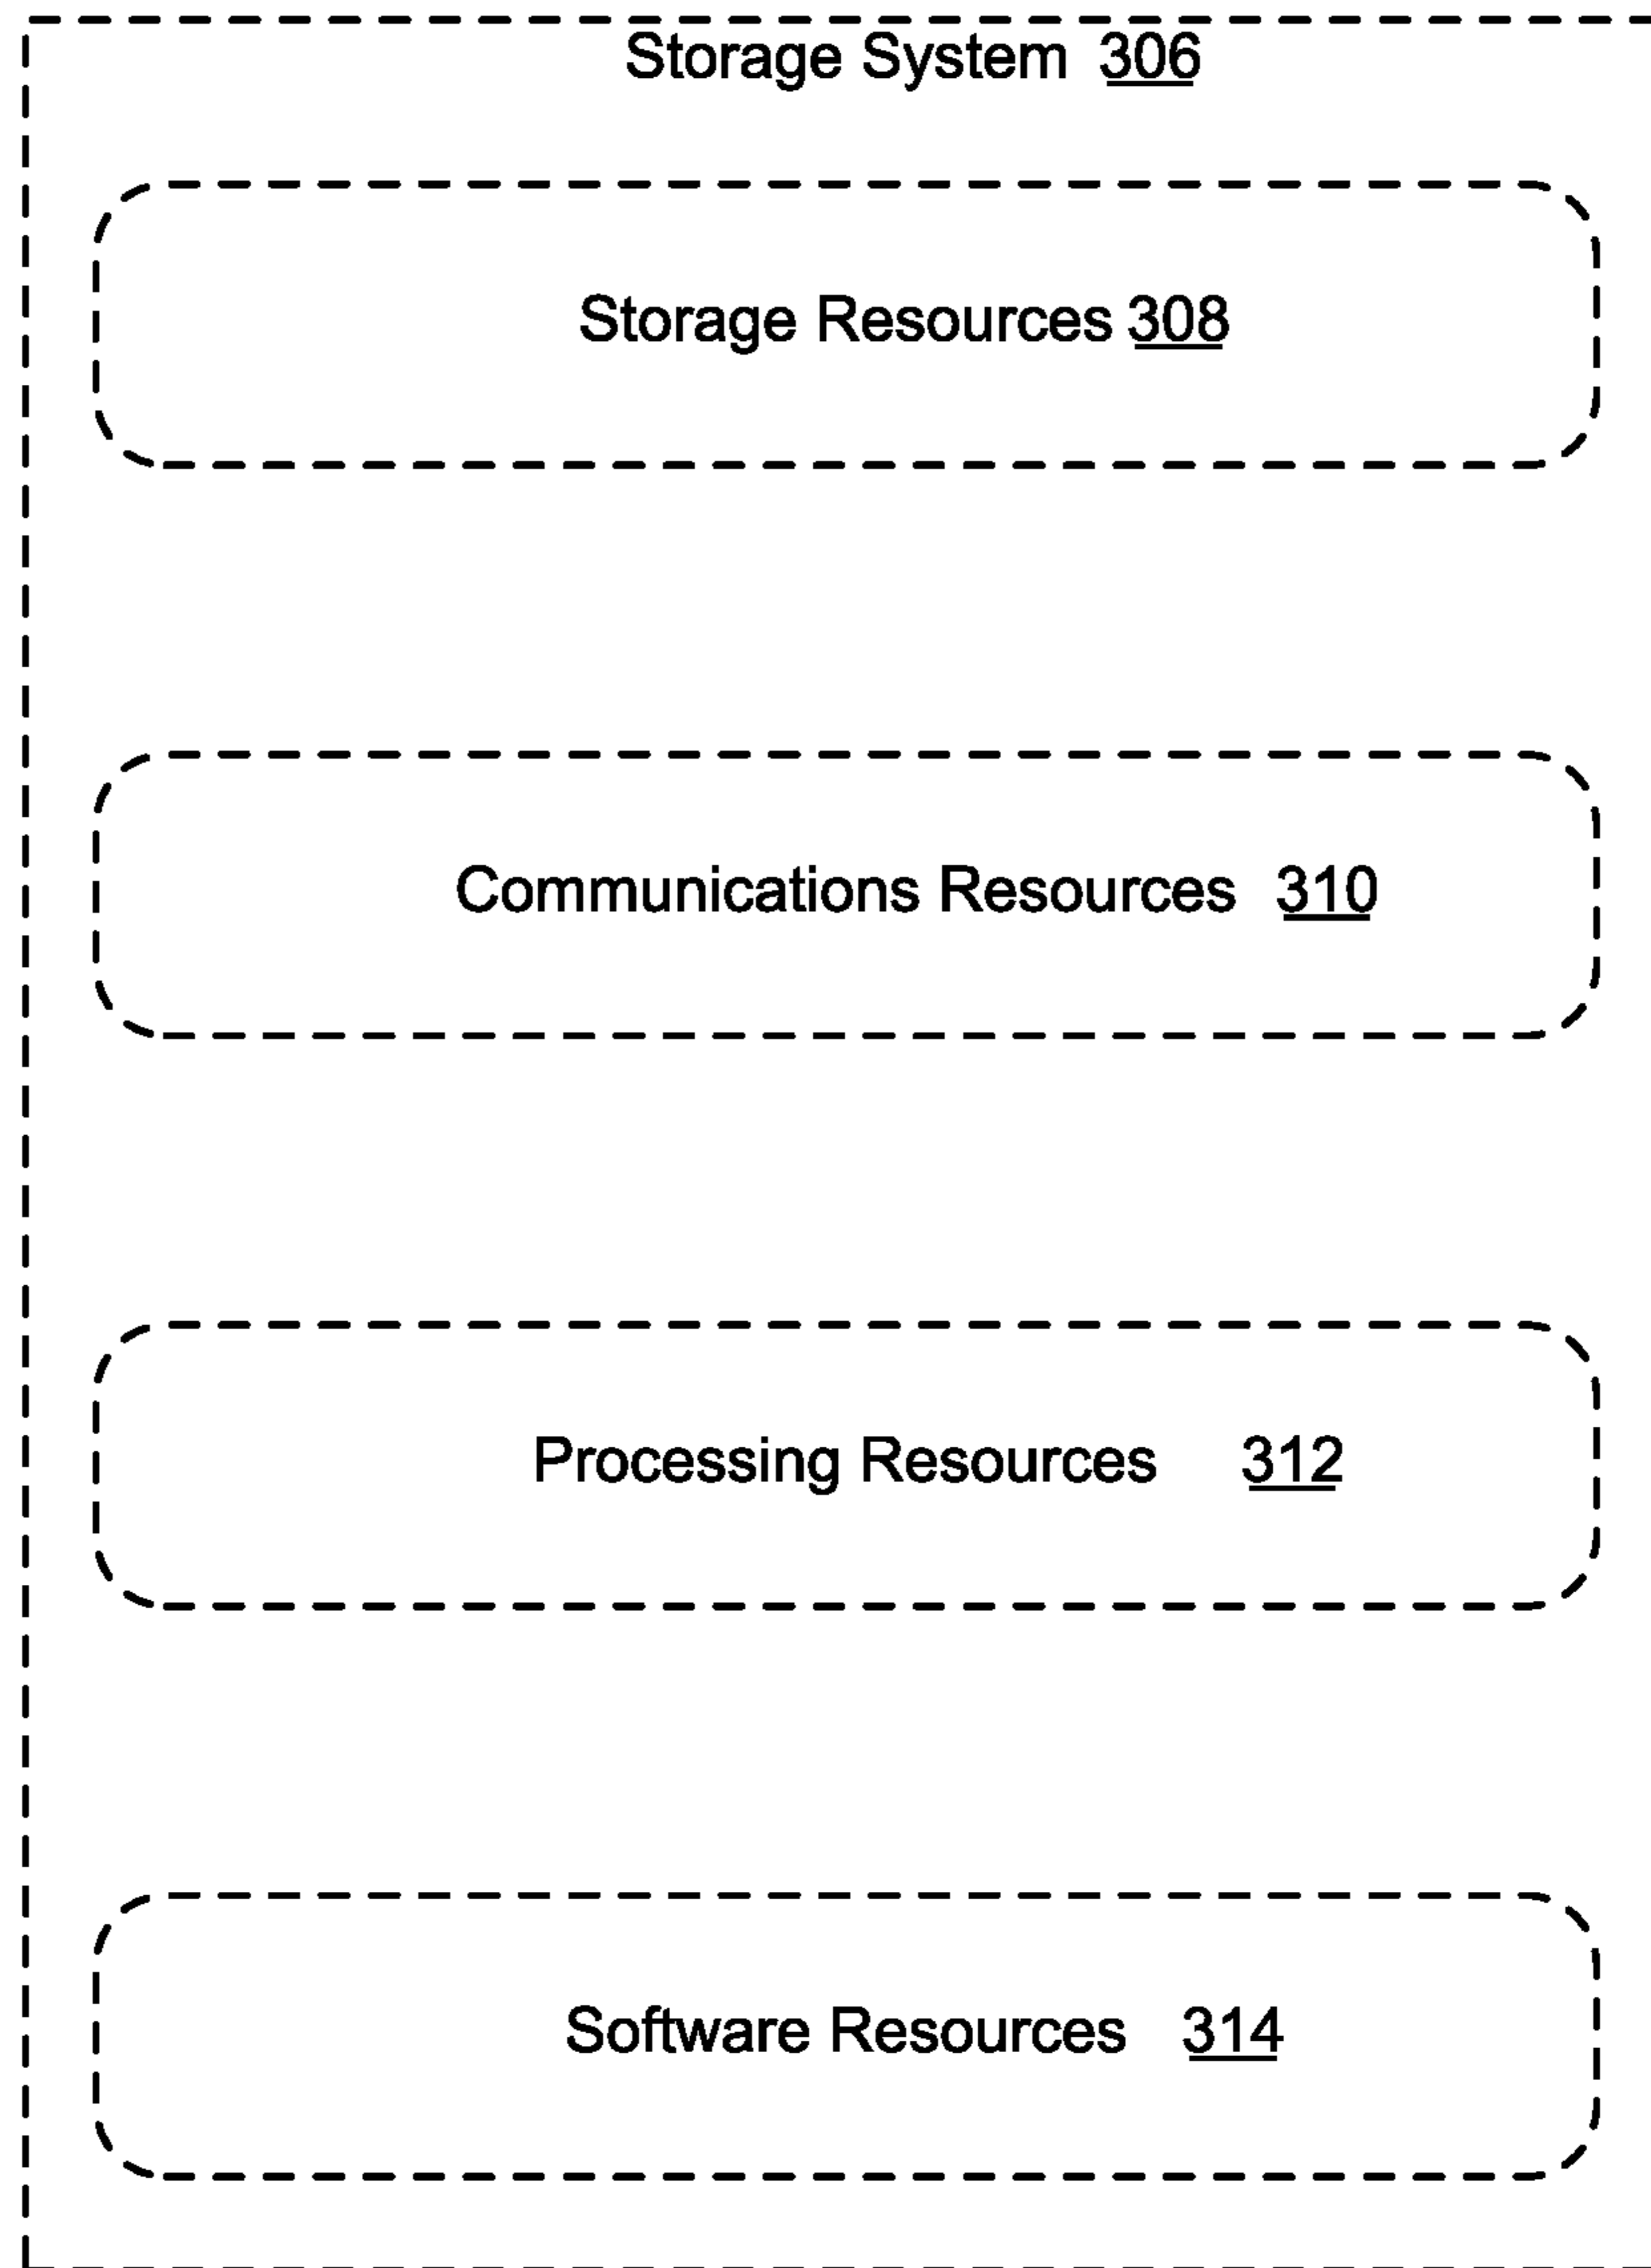 Storage System 306
Storage Resources 308
Communications Resources 310
Processing Resources 312
Software Resources 314